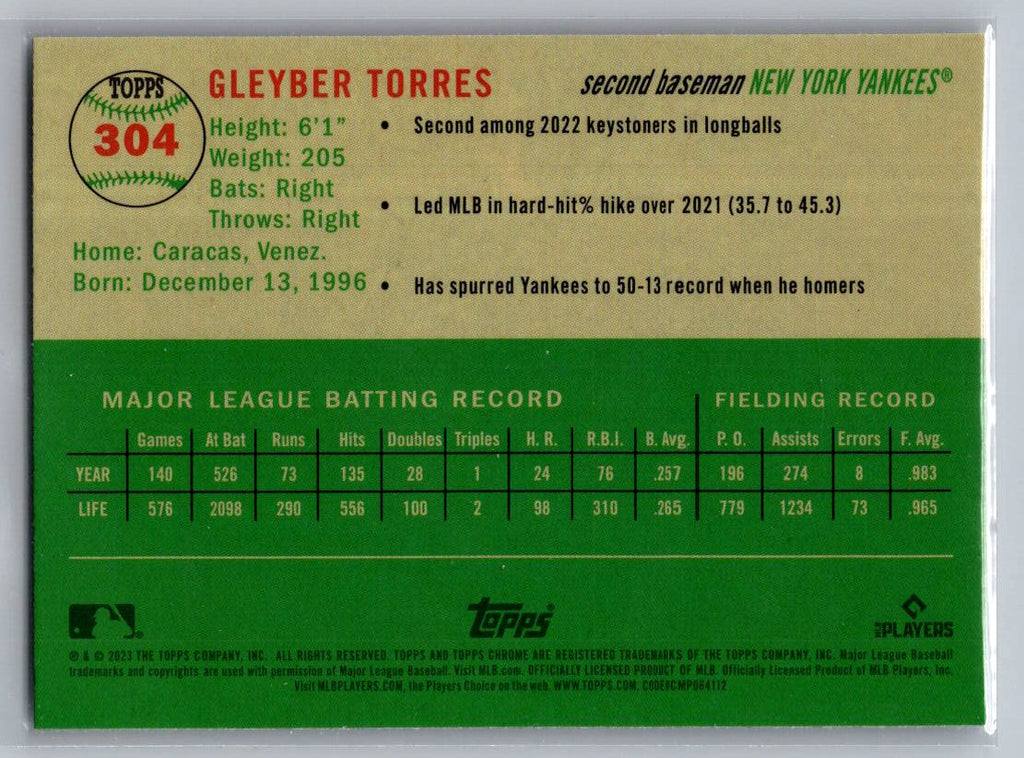 TOPPS
304
GLEYBER TORRES
second baseman NEW YORK YANKEES®
Height: 6'1"
Weight: 205
Bats: Right
Throws: Right
Home: Caracas, Venez.
Born: December 13, 1996
• Second among 2022 keystoners in longballs
• Led MLB in hard-hit% hike over 2021 (35.7 to 45.3)
• Has spurred Yankees to 50-13 record when he homers
MAJOR LEAGUE BATTING RECORD FIELDING RECORD
Games At Bat Runs Hits Doubles Triples H. R. R.B.I. B. Avg. P. O. Assists Errors F. Avg.
YEAR 140 526 73 135 28 1 24 76 .257 196 274 8 .983
LIFE 576 2098 290 556 100 2 98 310 .265 779 1234 73 .965
Topps
MLB PLAYERS
® & © 2023 THE TOPPS COMPANY, INC. ALL RIGHTS RESERVED. TOPPS AND TOPPS CHROME ARE REGISTERED TRADEMARKS OF THE TOPPS COMPANY, INC. Major League Baseball
trademarks and copyrights are used with permission of Major League Baseball. Visit MLB.com. OFFICIALLY LICENSED PRODUCT OF MLB. Officially Licensed Product of MLB Players, Inc.
Visit MLBPLAYERS.COM, the Players Choice on the web. WWW.TOPPS.COM. CODE#CMP084112